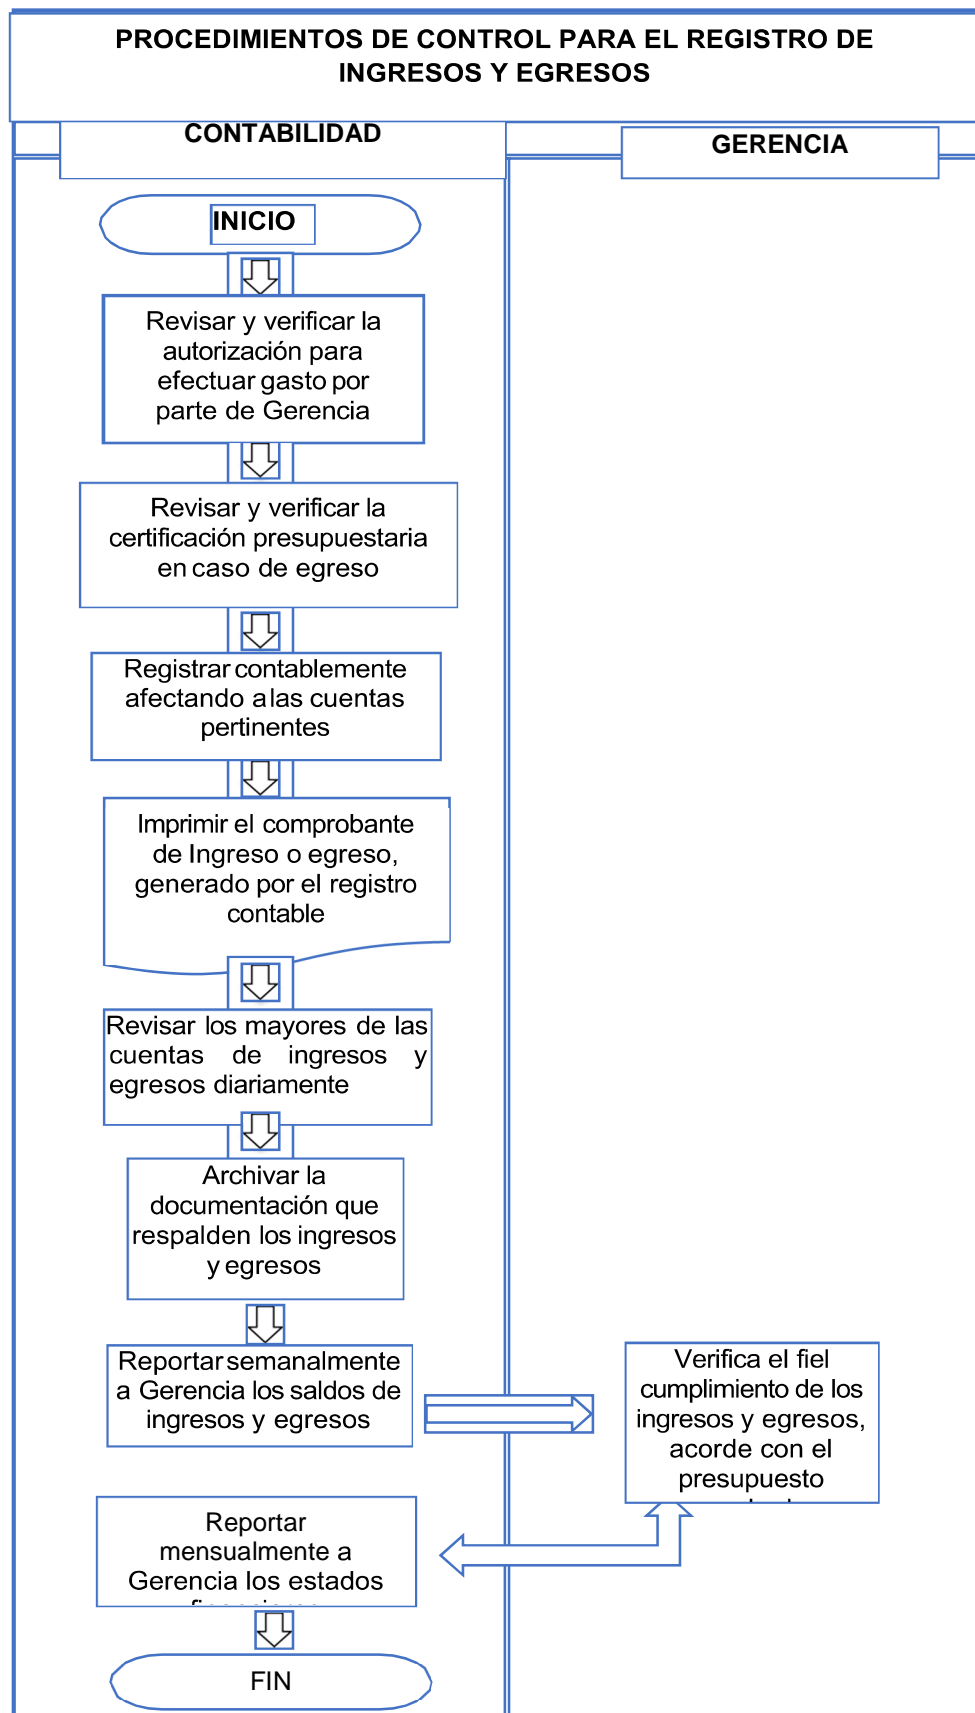 PROCEDIMIENTOS DE CONTROL PARA EL REGISTRO DE
INGRESOS Y EGRESOS
CONTABILIDAD
GERENCIA
INICIO
Revisar y verificar la
autorización para
efectuar gasto por
parte de Gerencia
Revisar y verificar la
certificación presupuestaria
en caso de egreso
Registrar contablemente
afectando a las cuentas
pertinentes
Imprimir el comprobante
de Ingreso o egreso,
generado por el registro
contable
Revisar los mayores de las
cuentas de ingresos y
egresos diariamente
Archivar la
documentación que
respalden los ingresos
y egresos
Reportar semanalmente
a Gerencia los saldos de
ingresos y egresos
Verifica el fiel
cumplimiento de los
ingresos y egresos,
acorde con el
presupuesto
Reportar
mensualmente a
Gerencia los estados
FIN